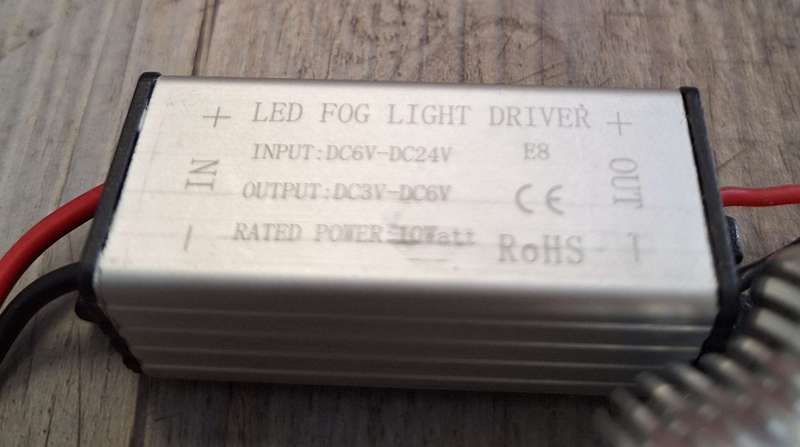 + LED FOG LIGHT DRIVER +
INPUT:DC6V-DC24V E8
IN OUTPUT:DC3V-DC6V CE OUT
- RATED POWER:10Watt RoHS -